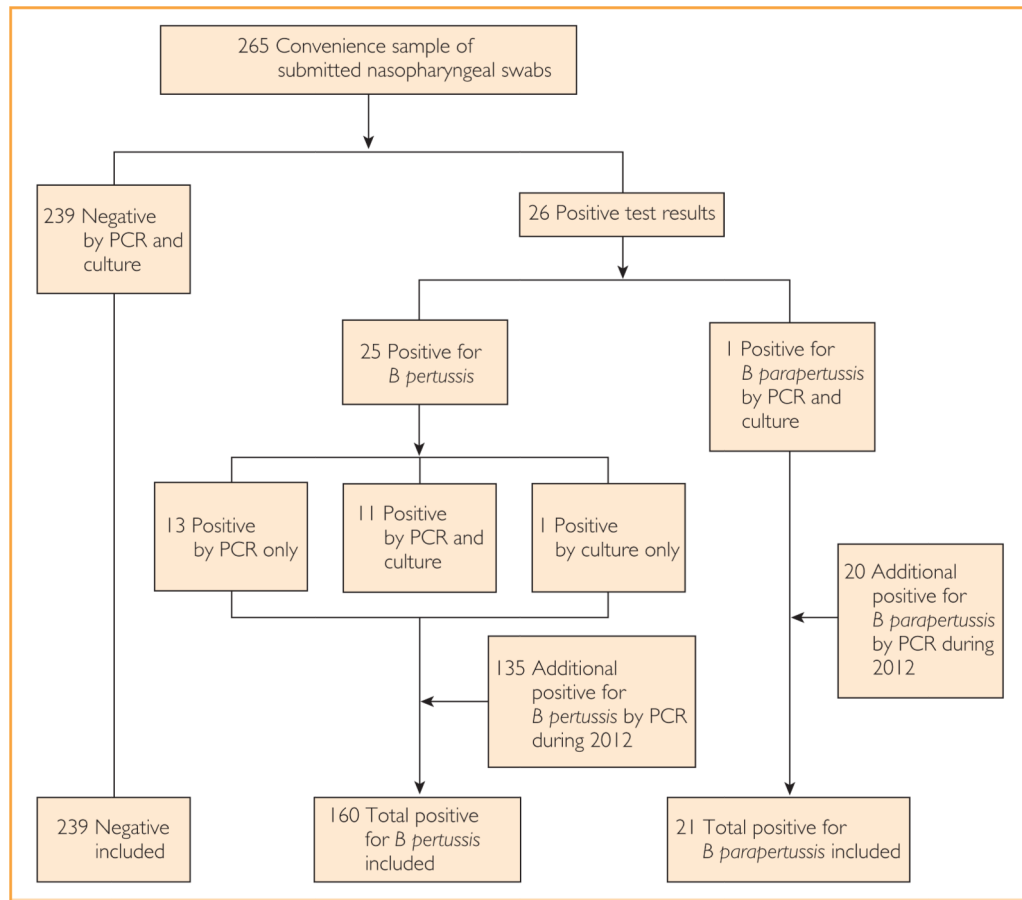 265 Convenience sample of
submitted nasopharyngeal swabs
239 Negative
by PCR and
culture
26 Positive test results
25 Positive for
B pertussis
1 Positive for
B parapertussis
by PCR and
culture
13 Positive
by PCR only
11 Positive
by PCR and
culture
1 Positive
by culture only
20 Additional
positive for
B parapertussis
by PCR during
2012
135 Additional
positive for
B pertussis by PCR
during 2012
239 Negative
included
160 Total positive
for B pertussis
included
21 Total positive for
B parapertussis included